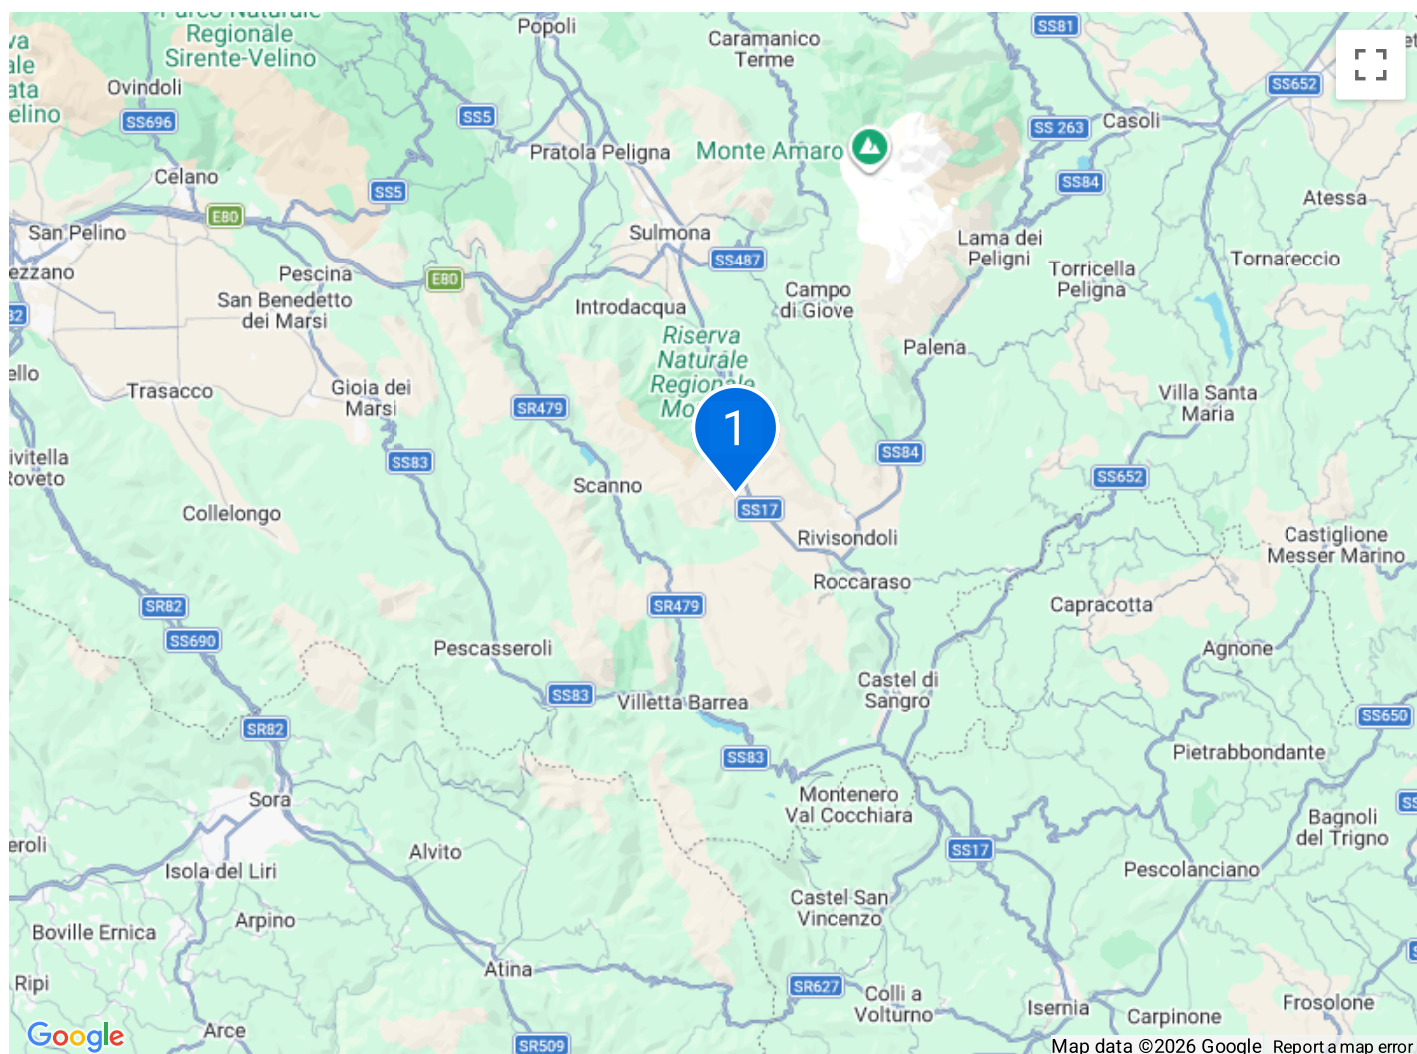 Parco Naturale
Regionale
Sirente-Velino
Popoli
Caramanico
Terme
SS81
SS652
Ovindoli
SS696
SS5
SS 263
Casoli
Pratola Peligna
Monte Amaro
Celano
SS5
SS84
Atessa
E80
San Pelino
Sulmona
SS487
Lama dei
Peligni
Tornareccio
ezzano
Pescina
E80
Torricella
Peligna
San Benedetto
dei Marsi
Introdacqua
Campo
di Giove
Riserva
Naturale
Regionale
Palena
Trasacco
Gioia dei
Marsi
SR479
1
Villa Santa
Maria
SS83
SS84
SS652
Scanno
SS17
Collelongo
Rivisondoli
Castiglione
Messer Marino
Roccaraso
SR82
SR479
Capracotta
SS690
Pescasseroli
Agnone
Castel di
Sangro
SS83
Villetta Barrea
SS650
SR82
SS83
Pietrabbondante
Sora
Montenero
Val Cocchiara
Bagnoli
del Trigno
Alvito
SS17
Isola del Liri
Pescolanciano
Arpino
Castel San
Vincenzo
Boville Ernica
Atina
Ripi
SR627
Colli a
Volturno
Isernia
Frosolone
Carpinone
Arce
Google
SR509
Map data ©2026 Google
Report a map error